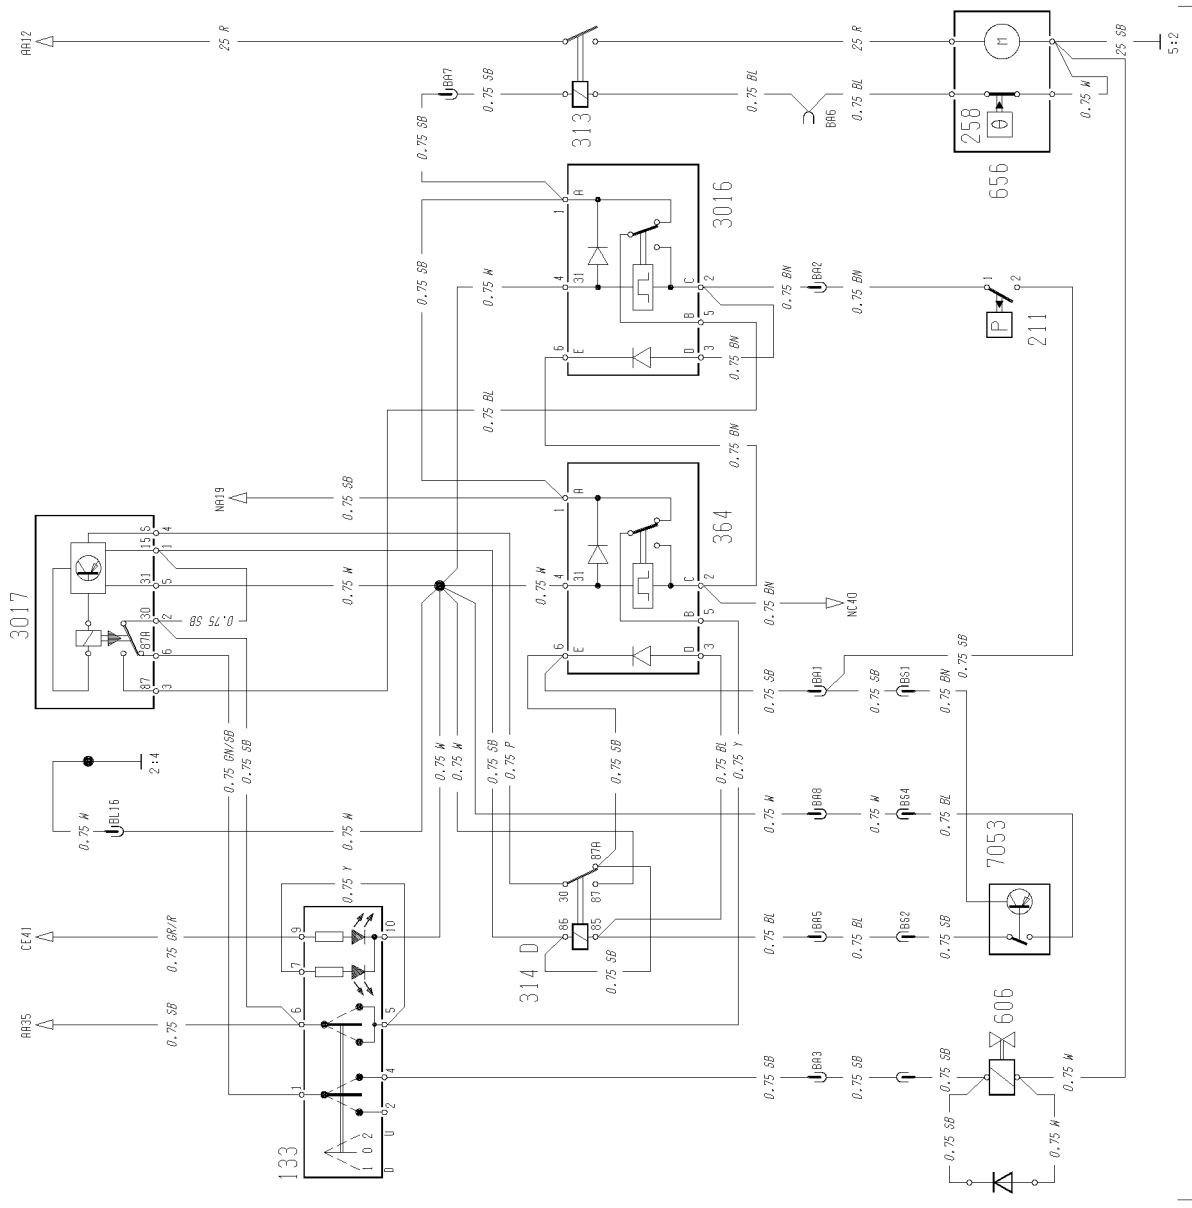 AA12
25 R
25 R
25 SB
5:2
M
BA7
0.75 SB
0.75 BL
BA6
0.75 BL
0.75 W
313
258
θ
656
0.75 SB
A
1
3016
0.75 SB
0.75 W
4
31
C
2
0.75 BN
BA2
0.75 BN
1
2
P
211
B
5
6
E
D
3
0.75 BN
0.75 BL
0.75 BN
NA19
0.75 SB
A
1
364
3017
S
4
15
1
31
5
30
2
87A
6
87
3
0.75 SB
0.75 W
0.75 W
4
31
C
2
0.75 BN
NC40
B
5
6
E
D
3
0.75 SB
BA1
0.75 SB
BS1
0.75 BN
0.75 SB
2:4
0.75 GN/SB
0.75 SB
0.75 W
0.75 W
0.75 SB
0.75 P
0.75 SB
0.75 BL
0.75 Y
0.75 W
BL16
0.75 W
0.75 W
BA8
0.75 W
BS4
0.75 BL
7053
0.75 Y
30
87A
87
86
85
314 D
0.75 SB
CE41
0.75 GR/R
9
10
7
0.75 BL
BA5
0.75 BL
BS2
0.75 SB
AA35
0.75 SB
6
5
606
1
4
2
0.75 SB
BA3
0.75 SB
0.75 SB
0.75 W
133
1 0 2
D
U
0.75 SB
0.75 W